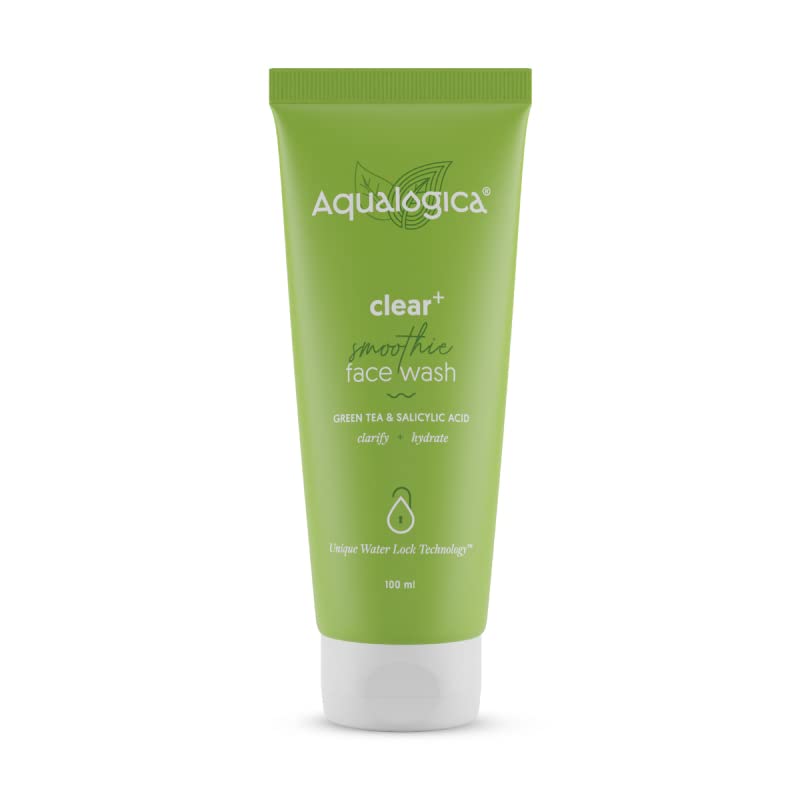 Aqualogica®
clear+
smoothie
face wash
GREEN TEA & SALICYLIC ACID
clarify + hydrate
Unique Water Lock Technology™
100 ml